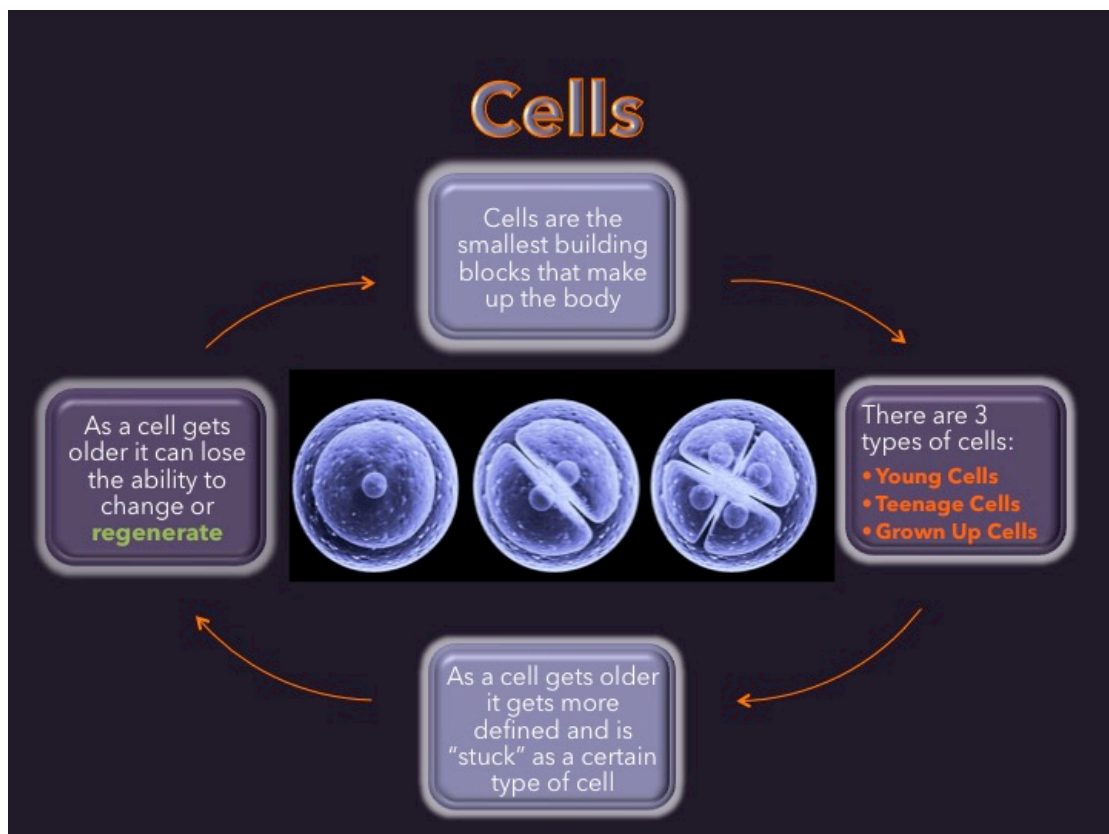 Cells
Cells are the
smallest building
blocks that make
up the body
There are 3
types of cells:
• Young Cells
• Teenage Cells
• Grown Up Cells
As a cell gets older
it gets more
defined and is
“stuck” as a certain
type of cell
As a cell gets
older it can lose
the ability to
change or
regenerate